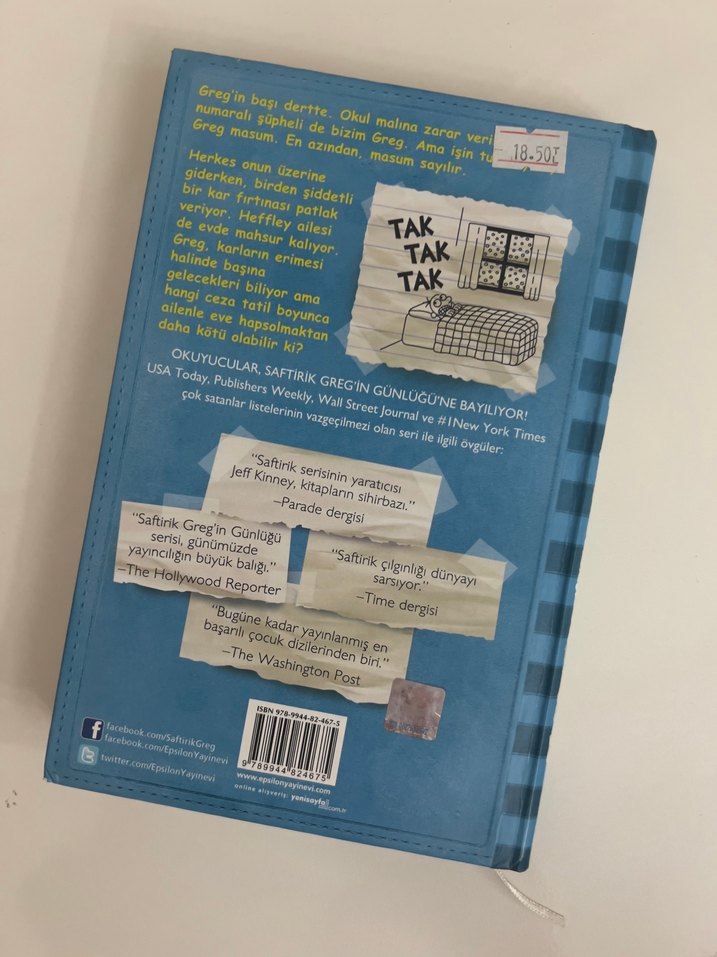 Greg'in başı dertte. Okul malına zarar veri
numaralı şüpheli de bizim Greg. Ama işin tu
Greg masum. En azından, masum sayılır.
18.50
Herkes onun üzerine
giderken, birden şiddetli
bir kar fırtınası patlak
veriyor. Heffley ailesi
de evde mahsur kalıyor.
Greg, karların erimesi
halinde başına
gelecekleri biliyor ama
hangi ceza tatil boyunca
ailenle eve hapsolmaktan
daha kötü olabilir ki?
TAK
TAK
TAK
OKUYUCULAR, SAFTİRİK GREG'İN GÜNLÜĞÜ'NE BAYILIYOR!
USA Today, Publishers Weekly, Wall Street Journal ve #1New York Times
çok satanlar listelerinin vazgeçilmezi olan seri ile ilgili övgüler:
"Saftirik serisinin yaratıcısı
Jeff Kinney, kitapların sihirbazı."
–Parade dergisi
"Saftirik Greg'in Günlüğü
serisi, günümüzde
yayıncılığın büyük balığı."
–The Hollywood Reporter
"Saftirik çılgınlığı dünyayı
sarsıyor."
–Time dergisi
"Bugüne kadar yayınlanmış en
başarılı çocuk dizilerinden biri."
–The Washington Post
facebook.com/SaftirikGreg
facebook.com/EpsilonYayinevi
twitter.com/EpsilonYayinevi
ISBN 978-9944-82-467-5
9 789944 824675
www.epsilonyayinevi.com
online alışveriş: yenisayfa
.com.tr